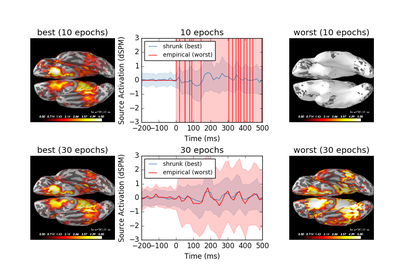 best (10 epochs)
10 epochs
worst (10 epochs)
Source Activation (dSPM)
3
2
1
0
−1
−2
−3
shrunk (best)
empirical (worst)
−200−100 0 100 200 300 400 500
Time (ms)
best (30 epochs)
30 epochs
worst (30 epochs)
Source Activation (dSPM)
3
2
1
0
−1
−2
−3
shrunk (best)
empirical (worst)
−200−100 0 100 200 300 400 500
Time (ms)